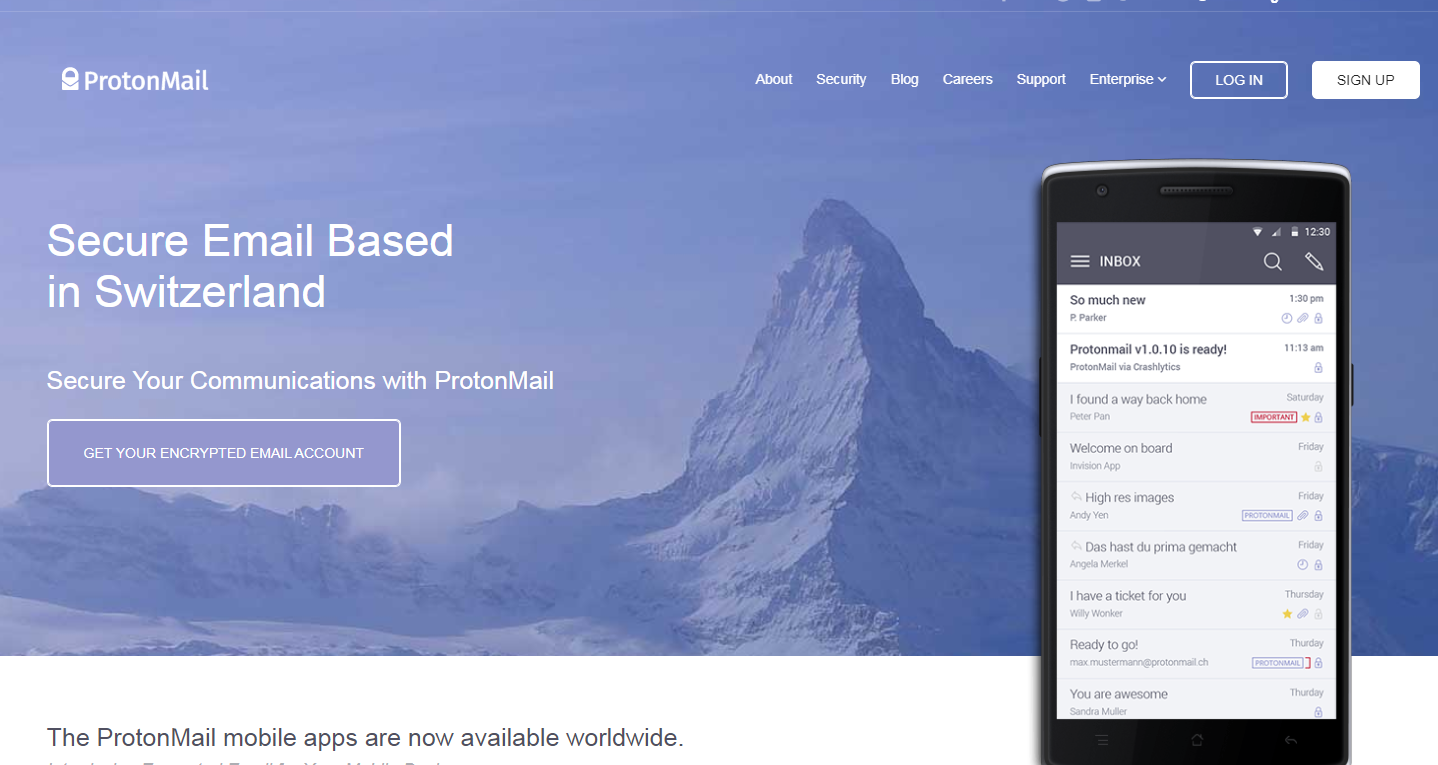 ProtonMail
About
Security
Blog
Careers
Support
Enterprise
LOG IN
SIGN UP
Secure Email Based
in Switzerland
Secure Your Communications with ProtonMail
GET YOUR ENCRYPTED EMAIL ACCOUNT
12:30
INBOX
So much new
1:30 pm
P. Parker
Protonmail v1.0.10 is ready!
11:13 am
ProtonMail via Crashlytics
I found a way back home
Saturday
Peter Pan
IMPORTANT
Welcome on board
Friday
Invision App
High res images
Friday
Andy Yen
PROTONMAIL
Das hast du prima gemacht
Friday
Angela Merkel
I have a ticket for you
Thursday
Willy Wonker
Ready to go!
Thurday
max.mustermann@protonmail.ch
PROTONMAIL
You are awesome
Thurday
Sandra Muller
The ProtonMail mobile apps are now available worldwide.